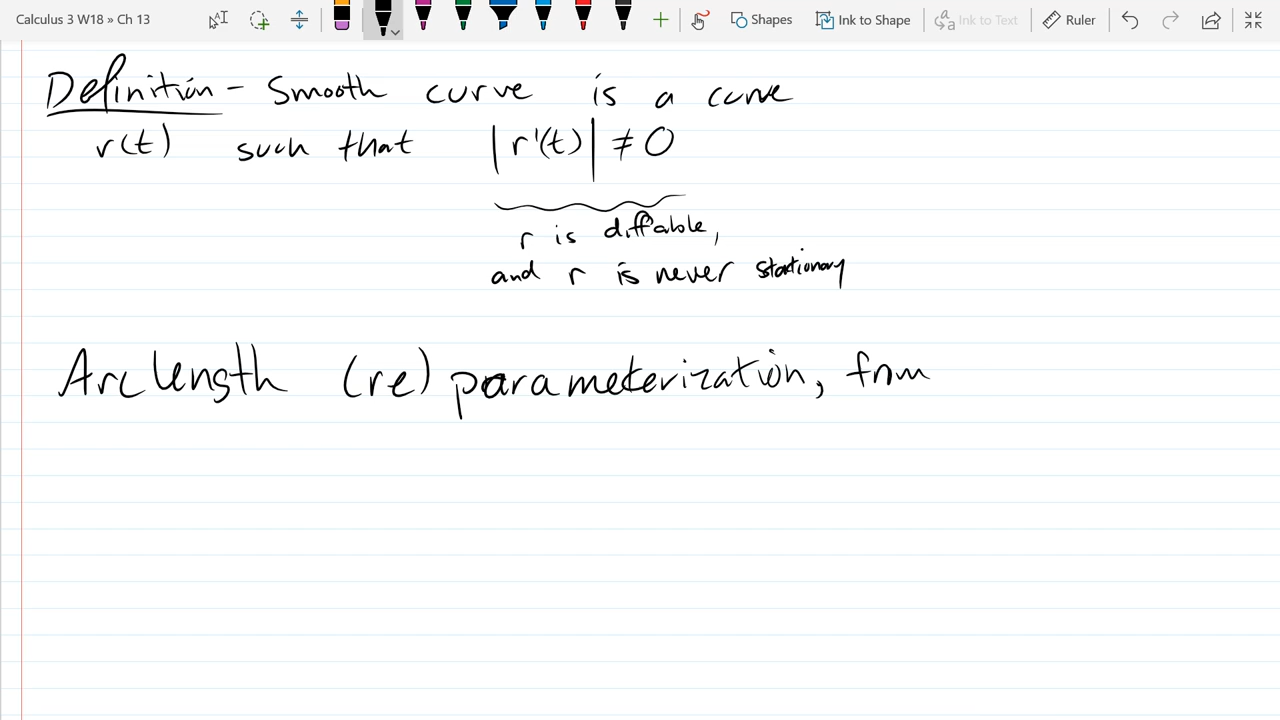 Calculus 3 W18 » Ch 13 Shapes Ink to Shape Ink to Text Ruler
Definition - Smooth curve is a curve
r(t) such that |r'(t)| ≠ 0
r is diffable,
and r is never stationary
Arc length (re) parameterization, from